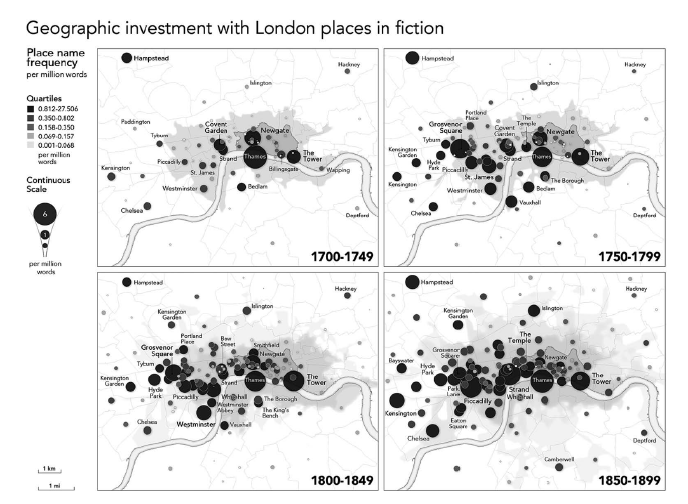 Geographic investment with London places in fiction
Place name
frequency
per million words
Quartiles
0.812-27.506
0.350-0.802
0.158-0.350
0.069-0.157
0.001-0.068
per million
words
Continuous
Scale
6
1
per million
words
1 km
1 mi
Hampstead
Hackney
Islington
Paddington
Covent
Garden
Newgate
Tyburn
The
Tower
Piccadilly
Strand
Thames
Kensington
St. James
Billingsgate
Wapping
Westminster
Bedlam
Chelsea
Deptford
1700-1749
Hampstead
Hackney
Islington
Portland
Place
The
Temple
Grosvenor
Square
Covent
Garden
Newgate
Tyburn
Kensington
Garden
The
Tower
Hyde
Park
Strand
Thames
Piccadilly
St. James
The Borough
Kensington
Westminster
Bedlam
Vauxhall
Chelsea
Deptford
1750-1799
Hampstead
Hackney
Kensington
Garden
Islington
Portland
Place
Bow
Street
Smithfield
Grosvenor
Square
Newgate
Tyburn
Kensington
Garden
The
Tower
Strand
Thames
Hyde
Park
Piccadilly
Whitehall
Westminster
Abbey
The Borough
The King's
Bench
Westminster
Vauxhall
Chelsea
1800-1849
Hampstead
Hackney
Kensington
Garden
Islington
The
Temple
Grosvenor
Square
Newgate
Bayswater
Hyde
Park
The
Tower
Thames
Park
Lane
Strand
Piccadilly
Whitehall
Kensington
Eaton
Square
Chelsea
Deptford
Camberwell
1850-1899